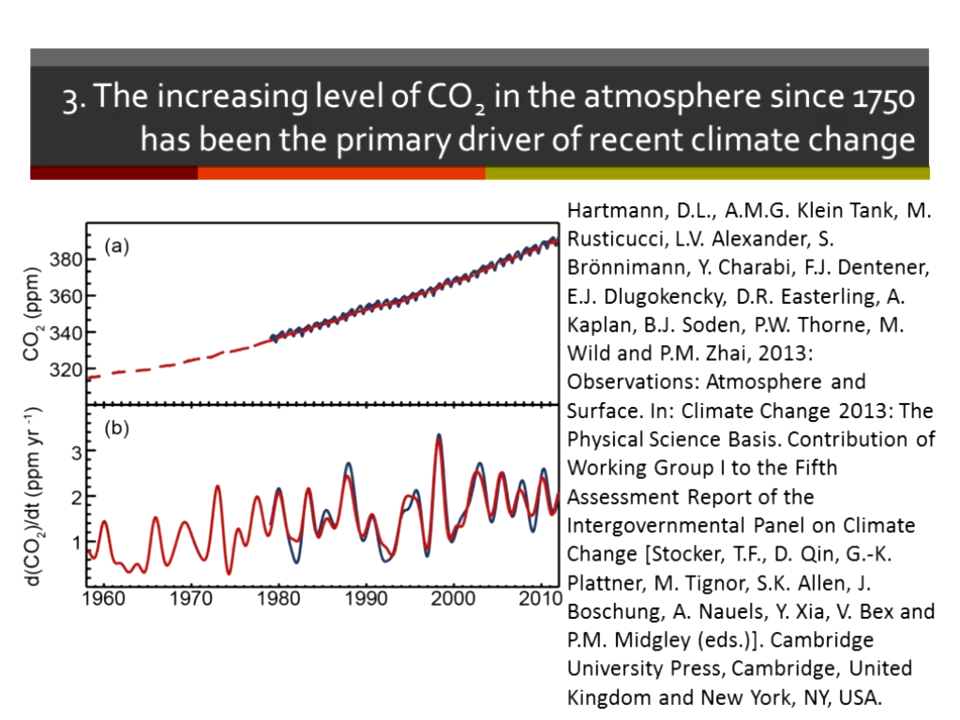 3. The increasing level of CO₂ in the atmosphere since 1750
has been the primary driver of recent climate change
(a)
CO₂ (ppm)
380
360
340
320
(b)
d(CO₂)/dt (ppm yr ⁻¹)
3
2
1
1960 1970 1980 1990 2000 2010
Hartmann, D.L., A.M.G. Klein Tank, M.
Rusticucci, L.V. Alexander, S.
Brönnimann, Y. Charabi, F.J. Dentener,
E.J. Dlugokencky, D.R. Easterling, A.
Kaplan, B.J. Soden, P.W. Thorne, M.
Wild and P.M. Zhai, 2013:
Observations: Atmosphere and
Surface. In: Climate Change 2013: The
Physical Science Basis. Contribution of
Working Group I to the Fifth
Assessment Report of the
Intergovernmental Panel on Climate
Change [Stocker, T.F., D. Qin, G.-K.
Plattner, M. Tignor, S.K. Allen, J.
Boschung, A. Nauels, Y. Xia, V. Bex and
P.M. Midgley (eds.)]. Cambridge
University Press, Cambridge, United
Kingdom and New York, NY, USA.